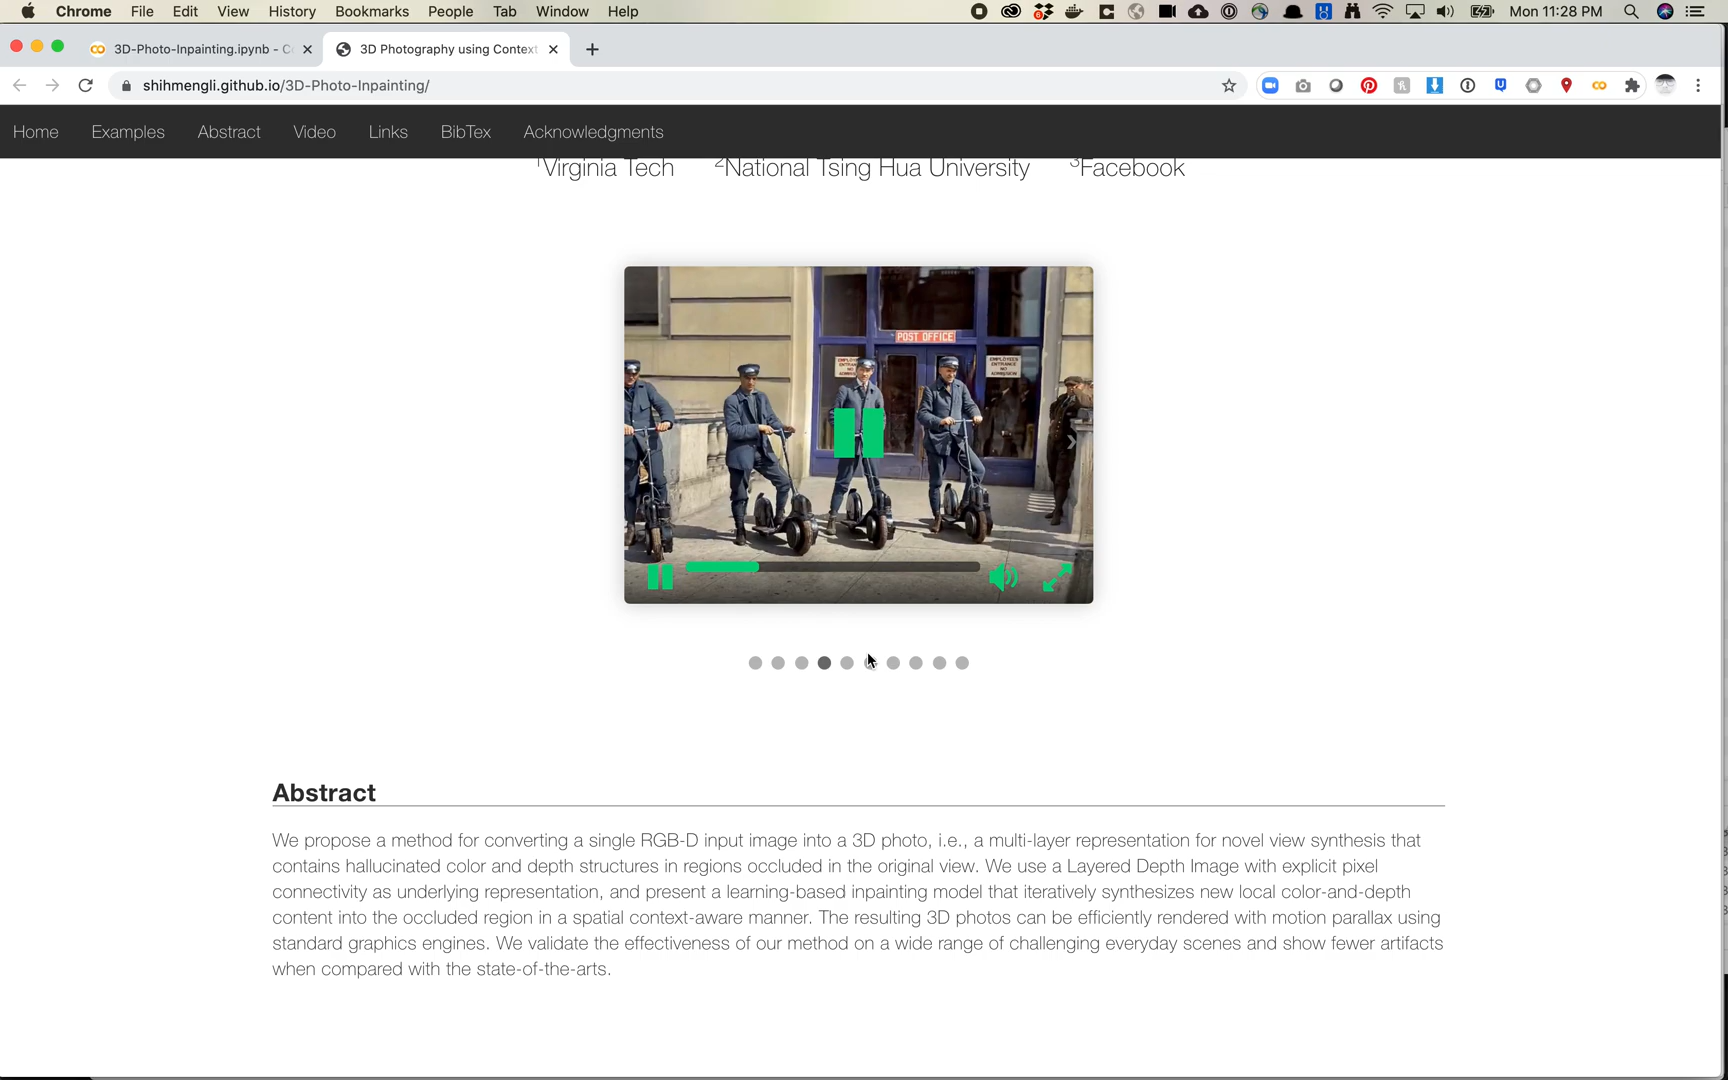 Chrome File Edit View History Bookmarks People Tab Window Help Mon 11:28 PM
3D-Photo-Inpainting.ipynb - C 3D Photography using Context
shihmengli.github.io/3D-Photo-Inpainting/
Home Examples Abstract Video Links BibTex Acknowledgments
1Virginia Tech 2National Tsing Hua University 3Facebook
POST OFFICE
EMPLOYEES ENTRANCE
NO ADMISSION
Abstract
We propose a method for converting a single RGB-D input image into a 3D photo, i.e., a multi-layer representation for novel view synthesis that
contains hallucinated color and depth structures in regions occluded in the original view. We use a Layered Depth Image with explicit pixel
connectivity as underlying representation, and present a learning-based inpainting model that iteratively synthesizes new local color-and-depth
content into the occluded region in a spatial context-aware manner. The resulting 3D photos can be efficiently rendered with motion parallax using
standard graphics engines. We validate the effectiveness of our method on a wide range of challenging everyday scenes and show fewer artifacts
when compared with the state-of-the-arts.